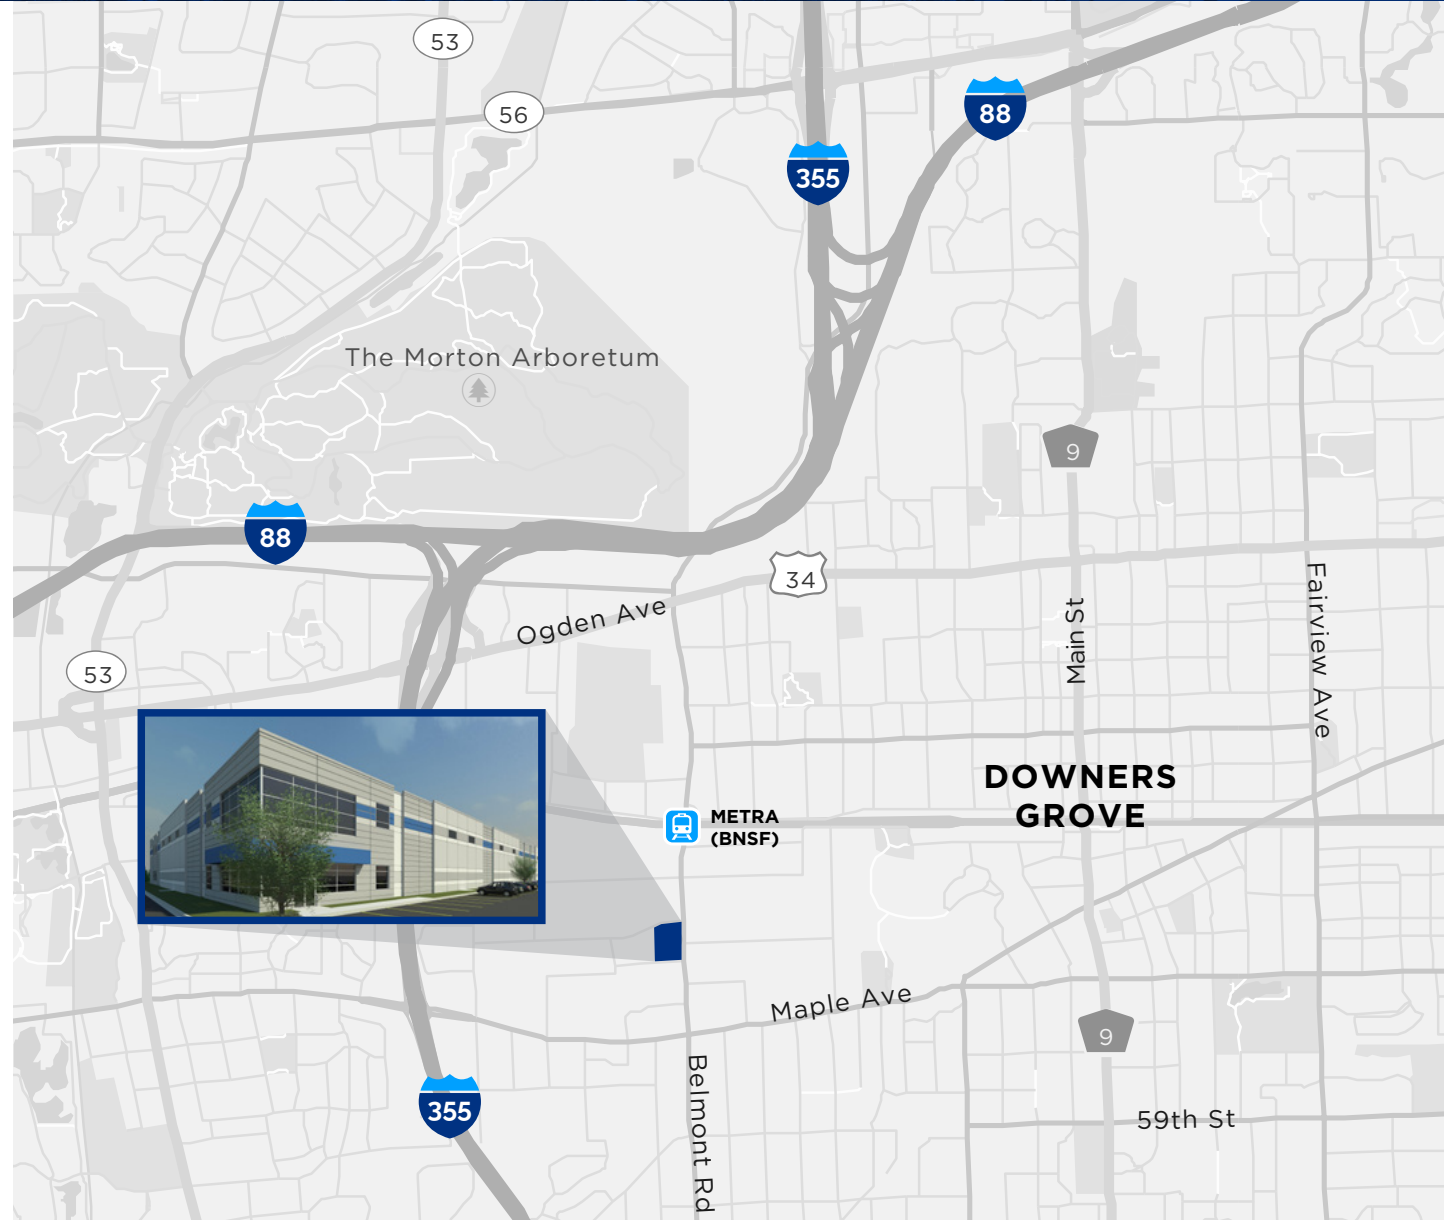 53
56
88
355
The Morton Arboretum
9
88
34
Ogden Ave
Main St
Fairview Ave
53
DOWNERS
GROVE
METRA
(BNSF)
Maple Ave
9
Belmont Rd
355
59th St